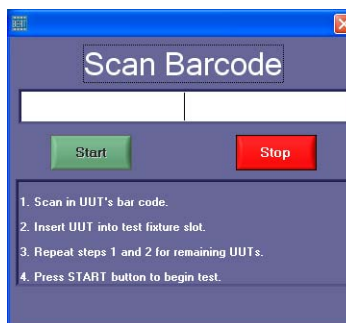 Scan Barcode
Start
Stop
1. Scan in UUT's bar code.
2. Insert UUT into test fixture slot.
3. Repeat steps 1 and 2 for remaining UUTs.
4. Press START button to begin test.